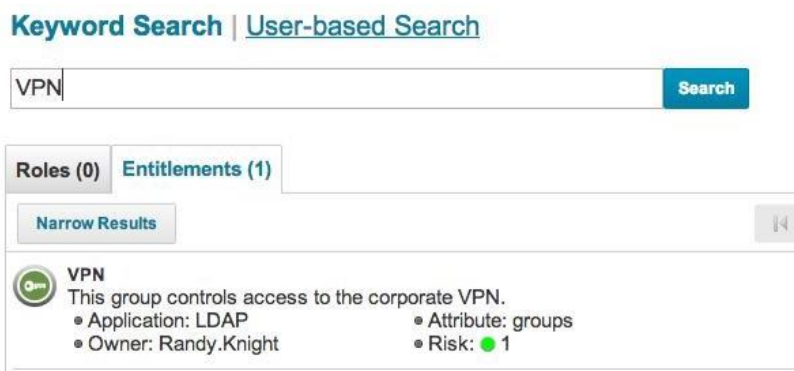 Keyword Search | User-based Search
VPN
Search
Roles (0) Entitlements (1)
Narrow Results
VPN
This group controls access to the corporate VPN.
Application: LDAP Attribute: groups
Owner: Randy.Knight Risk: 1